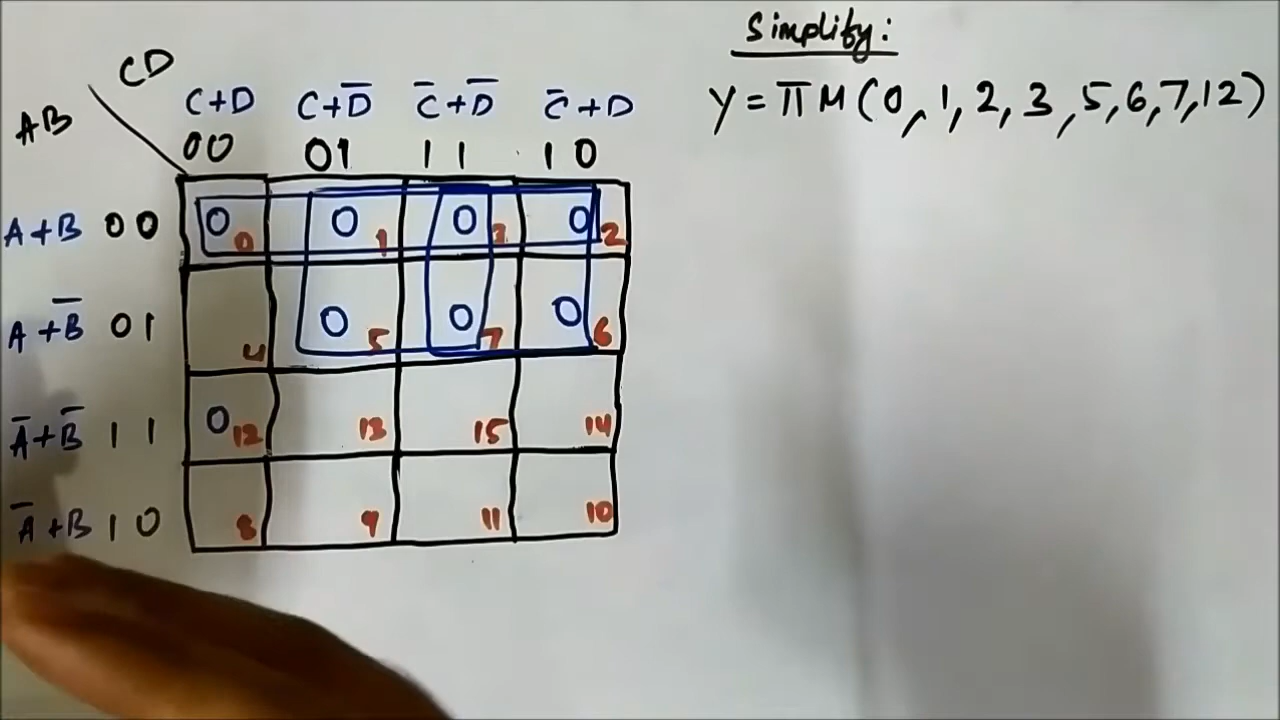 Simplify:
Y = πM(0, 1, 2, 3, 5, 6, 7, 12)
CD
AB
C+D C+D̅ C̅+D̅ C̅+D
00 01 11 10
A+B 00 0 0 0 1 0 3 0 2
A+B̅ 01 4 0 5 0 7 0 6
A̅+B̅ 11 0 12 13 15 14
A̅+B 10 8 9 11 10